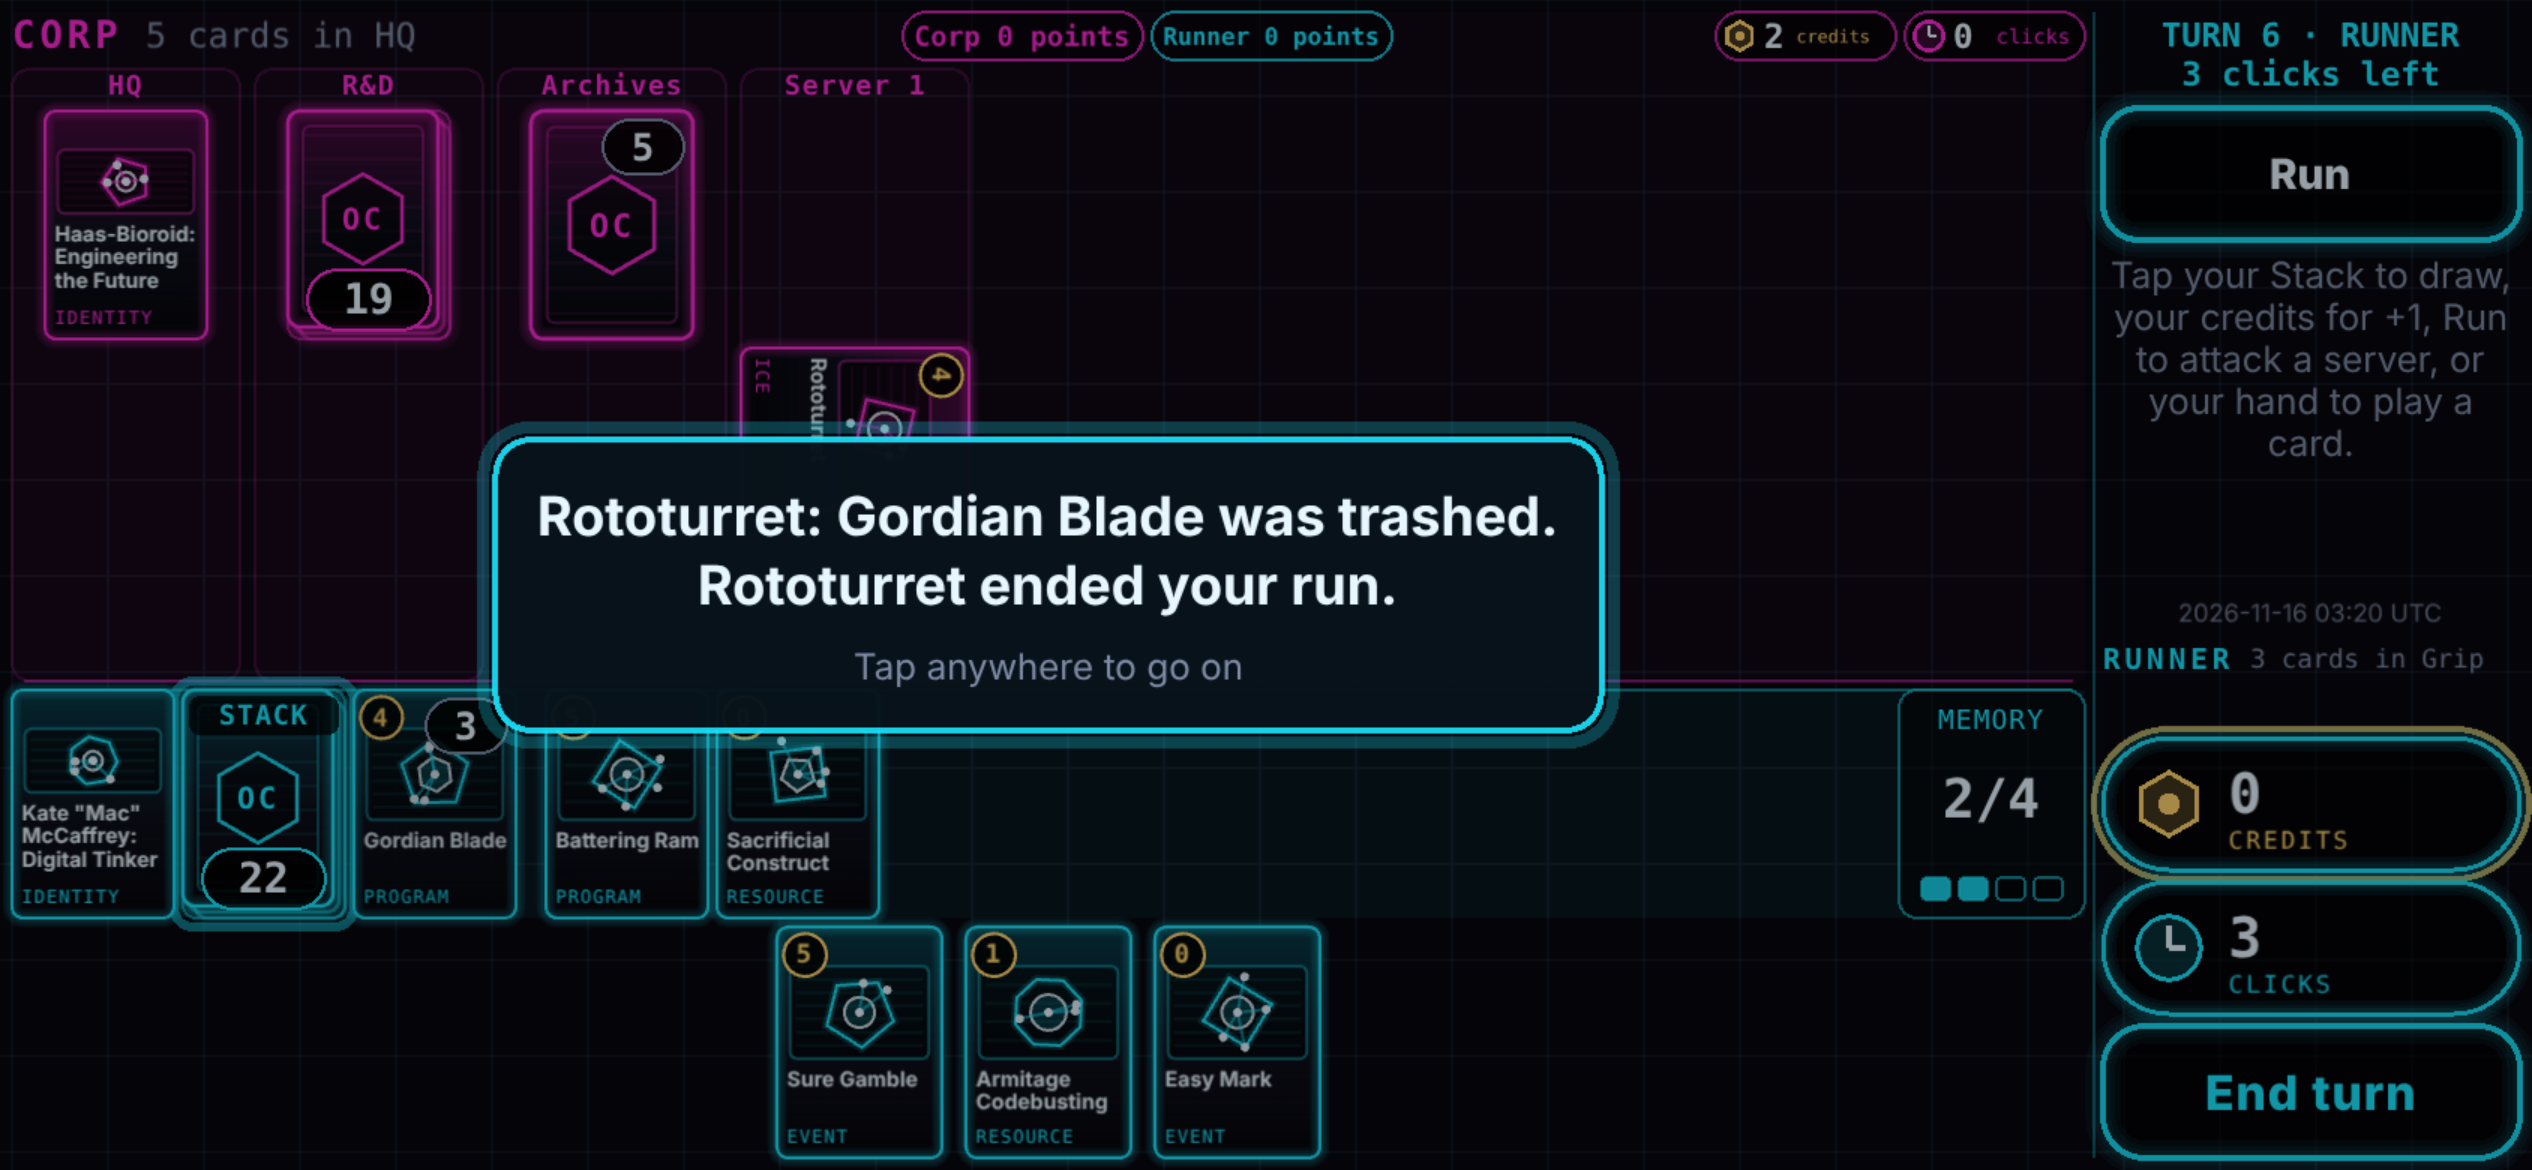 CORP 5 cards in HQ
Corp 0 points
Runner 0 points
2 credits
0 clicks
TURN 6 · RUNNER
3 clicks left
HQ
R&D
Archives
Server 1
Haas-Bioroid:
Engineering
the Future
IDENTITY
OC
19
5
OC
ICE
4
Run
Tap your Stack to draw,
your credits for +1, Run
to attack a server, or
your hand to play a
card.
Rototurret: Gordian Blade was trashed.
Rototurret ended your run.
Tap anywhere to go on
2026-11-16 03:20 UTC
RUNNER 3 cards in Grip
Kate "Mac"
McCaffrey:
Digital Tinker
IDENTITY
STACK
OC
22
4
3
Gordian Blade
PROGRAM
Battering Ram
PROGRAM
Sacrificial
Construct
RESOURCE
MEMORY
2/4
0
CREDITS
3
CLICKS
End turn
5
Sure Gamble
EVENT
1
Armitage
Codebusting
RESOURCE
0
Easy Mark
EVENT